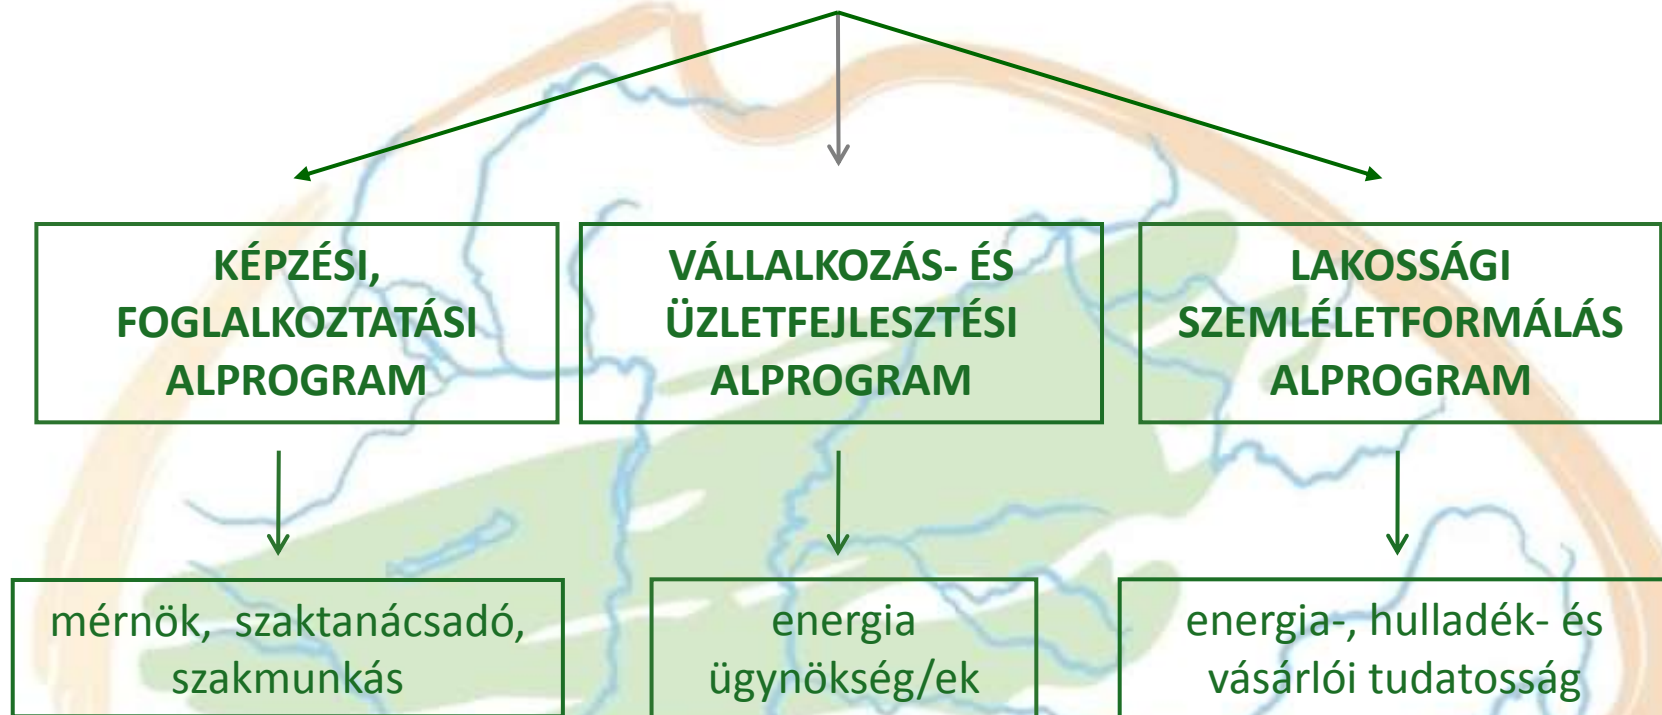 KÉPZÉSI,
FOGLALKOZTATÁSI
ALPROGRAM
VÁLLALKOZÁS- ÉS
ÜZLETFEJLESZTÉSI
ALPROGRAM
LAKOSSÁGI
SZEMLÉLETFORMÁLÁS
ALPROGRAM
mérnök, szaktanácsadó,
szakmunkás
energia
ügynökség/ek
energia-, hulladék- és
vásárlói tudatosság